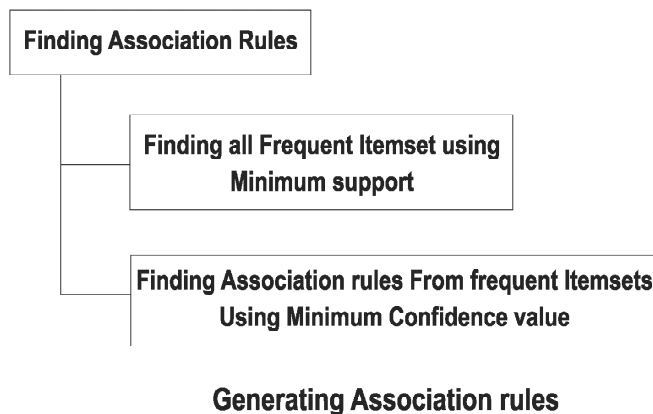 Finding Association Rules
Finding all Frequent Itemset using
Minimum support
Finding Association rules From frequent Itemsets
Using Minimum Confidence value
Generating Association rules